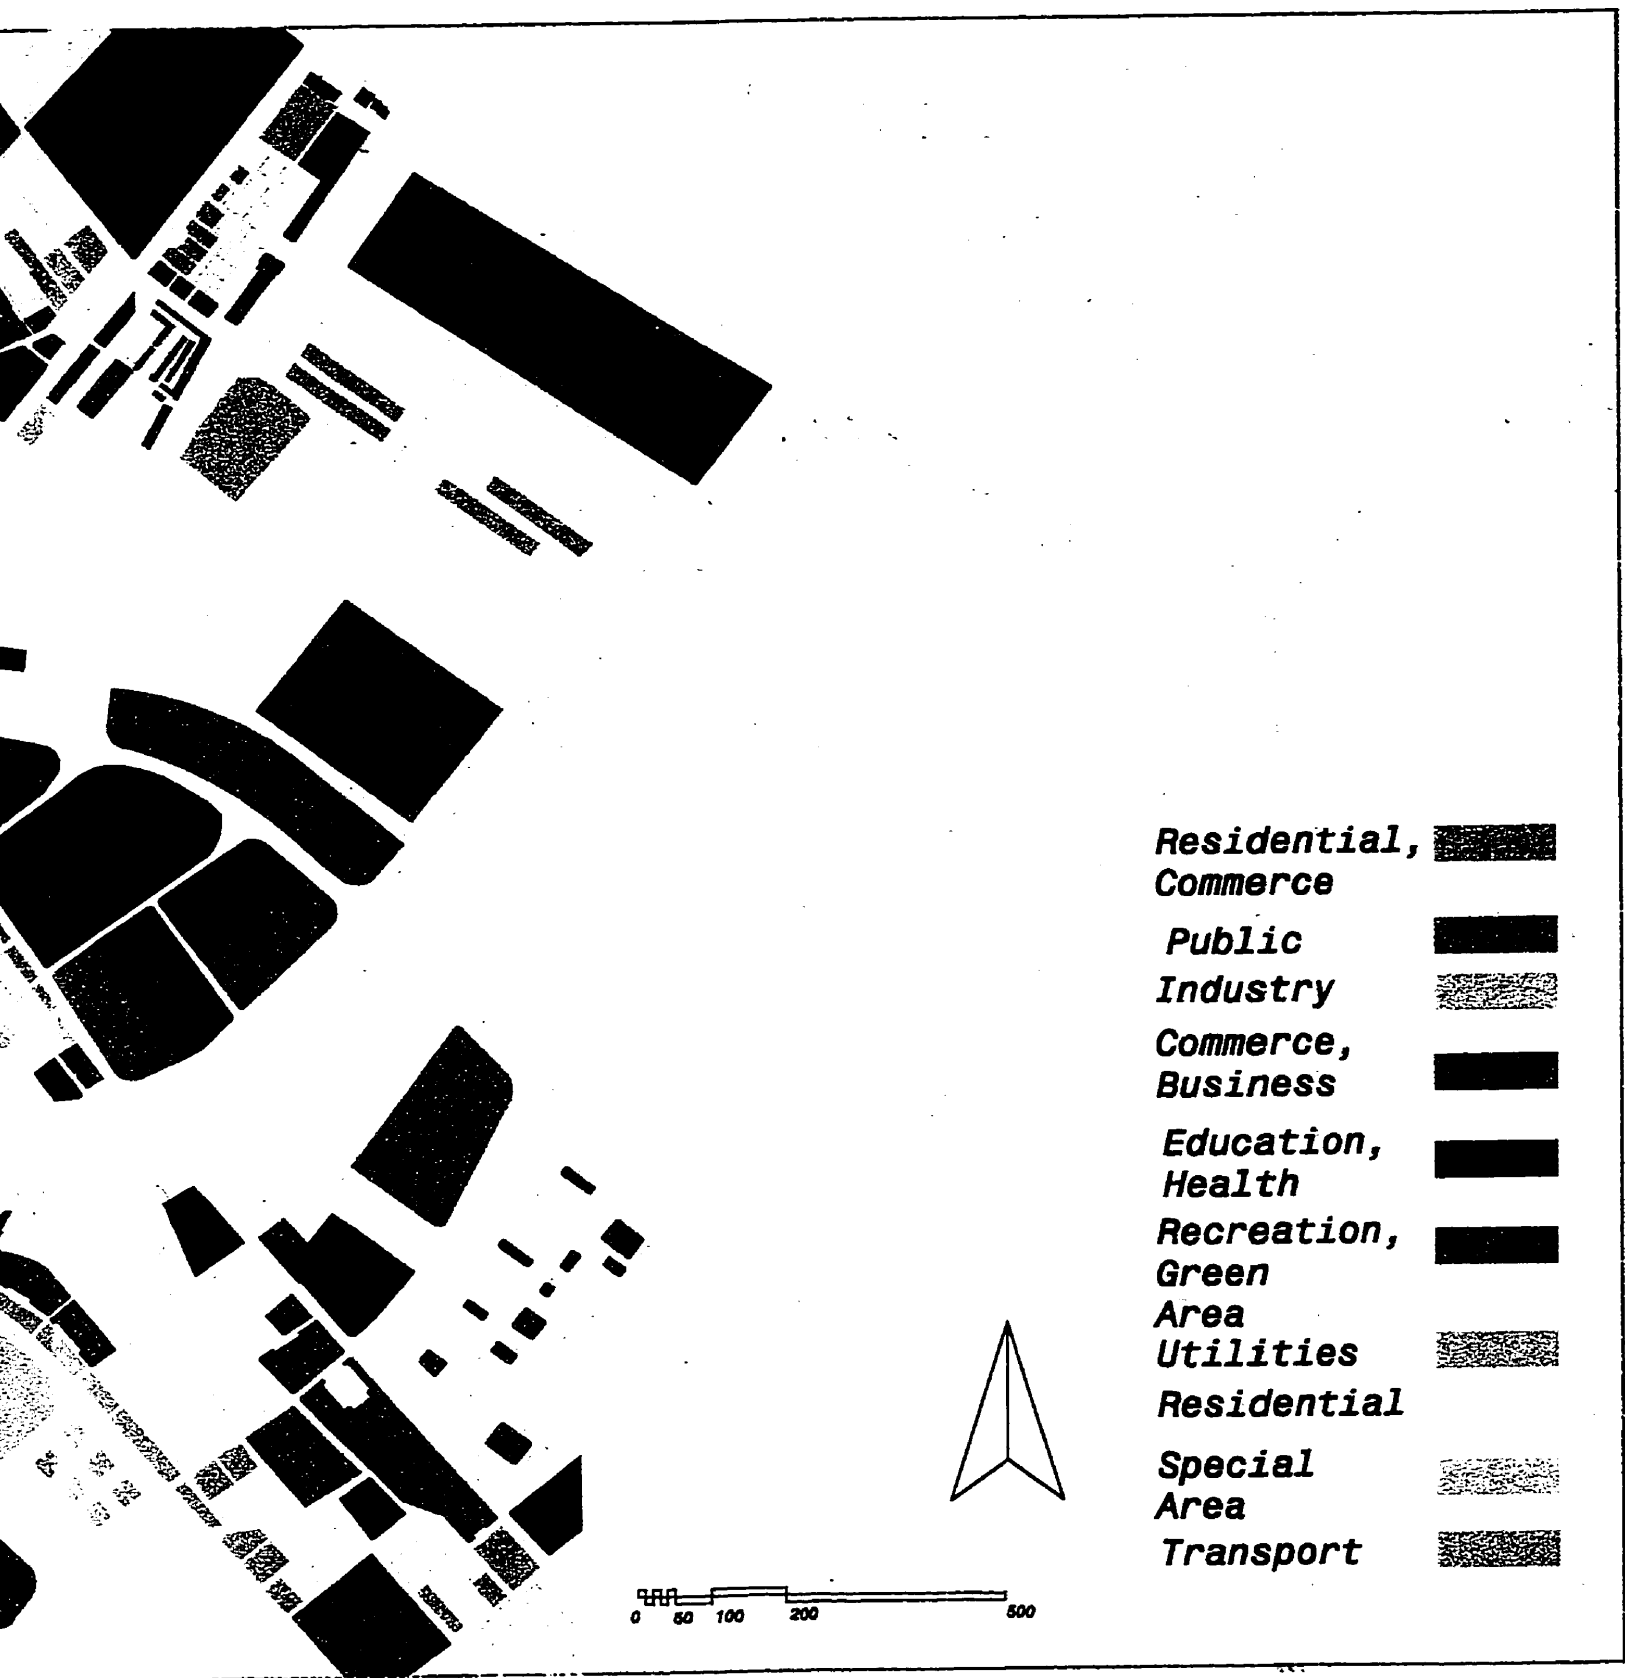 Residential,
Commerce
Public
Industry
Commerce,
Business
Education,
Health
Recreation,
Green
Area
Utilities
Residential
Special
Area
Transport
0 50 100 200 500